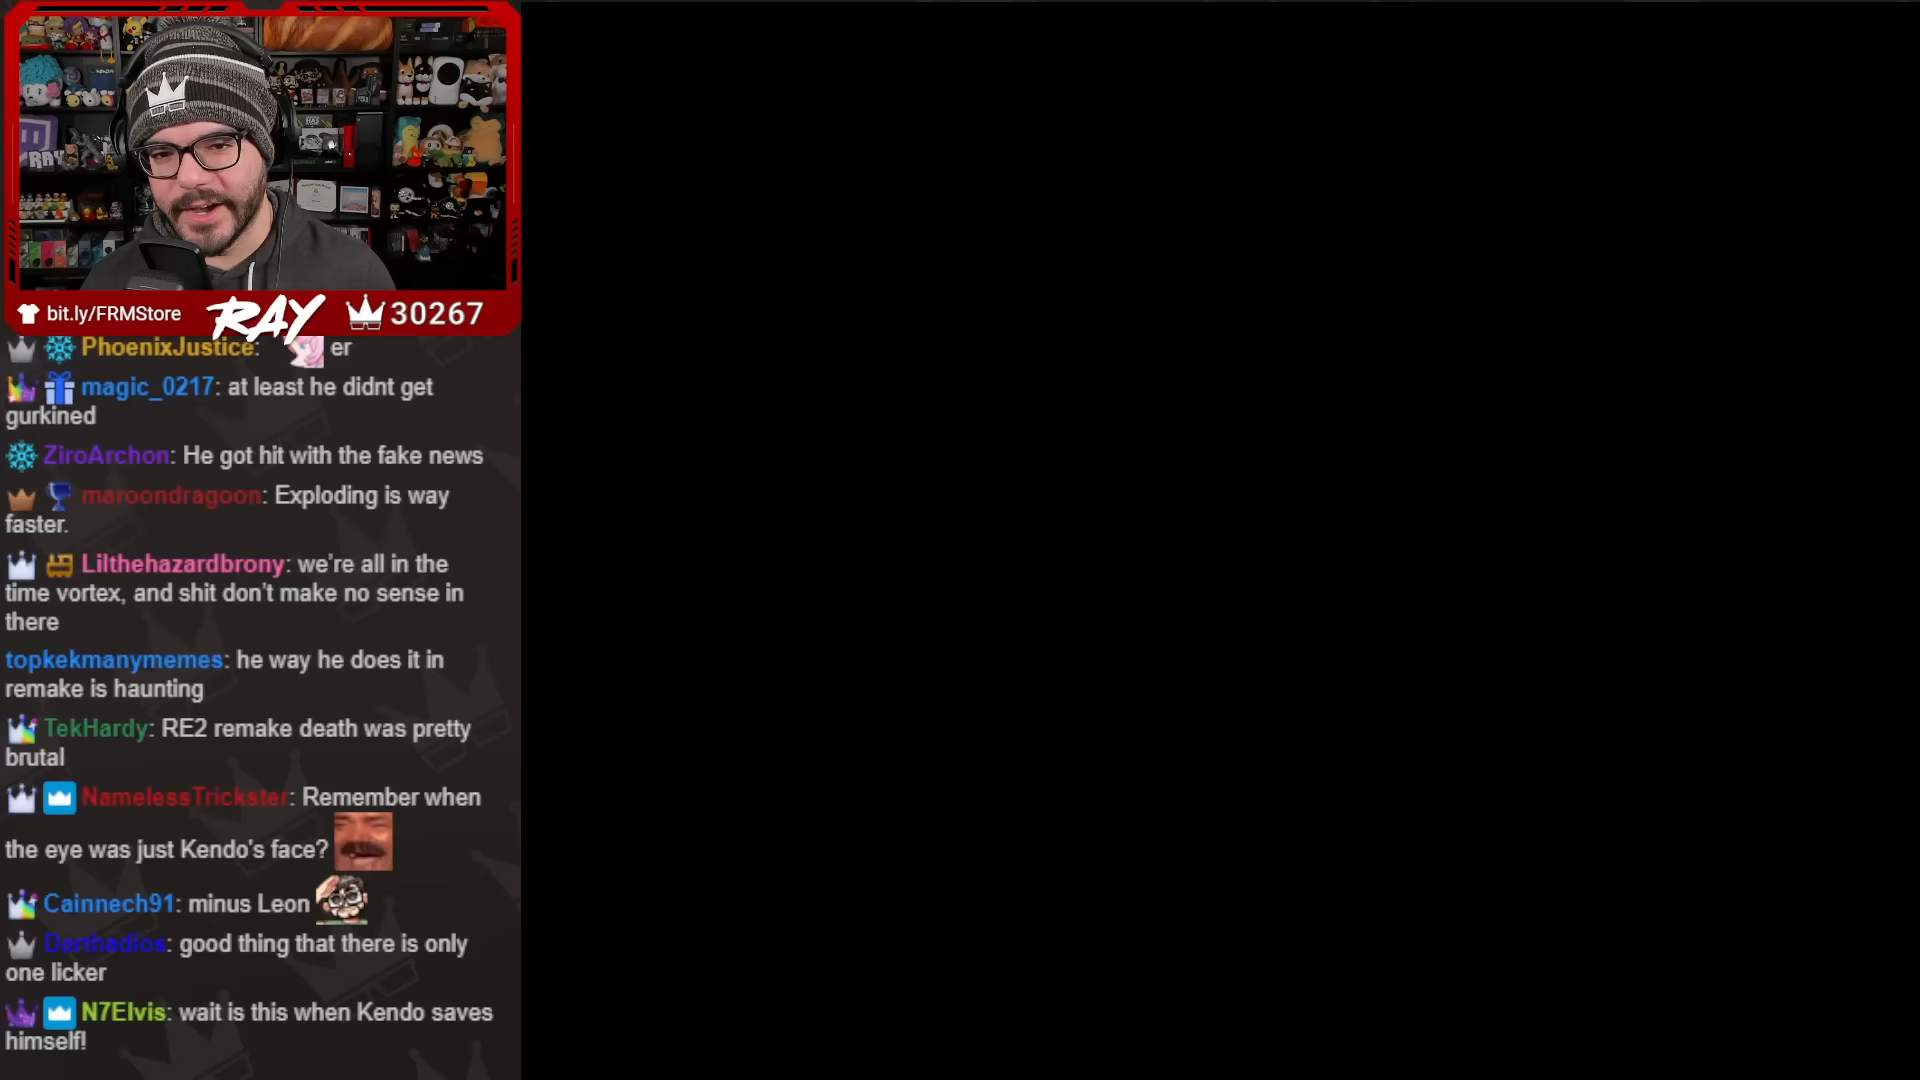 bit.ly/FRMStore RAY 30267
PhoenixJustice: er
magic_0217: at least he didnt get
gurkined
ZiroArchon: He got hit with the fake news
maroondragoon: Exploding is way
faster.
Lilthehazardbrony: we're all in the
time vortex, and shit don't make no sense in
there
topkekmanymemes: he way he does it in
remake is haunting
TekHardy: RE2 remake death was pretty
brutal
NamelessTrickster: Remember when
the eye was just Kendo's face?
Cainnech91: minus Leon
Darthadios: good thing that there is only
one licker
N7Elvis: wait is this when Kendo saves
himself!
RAY